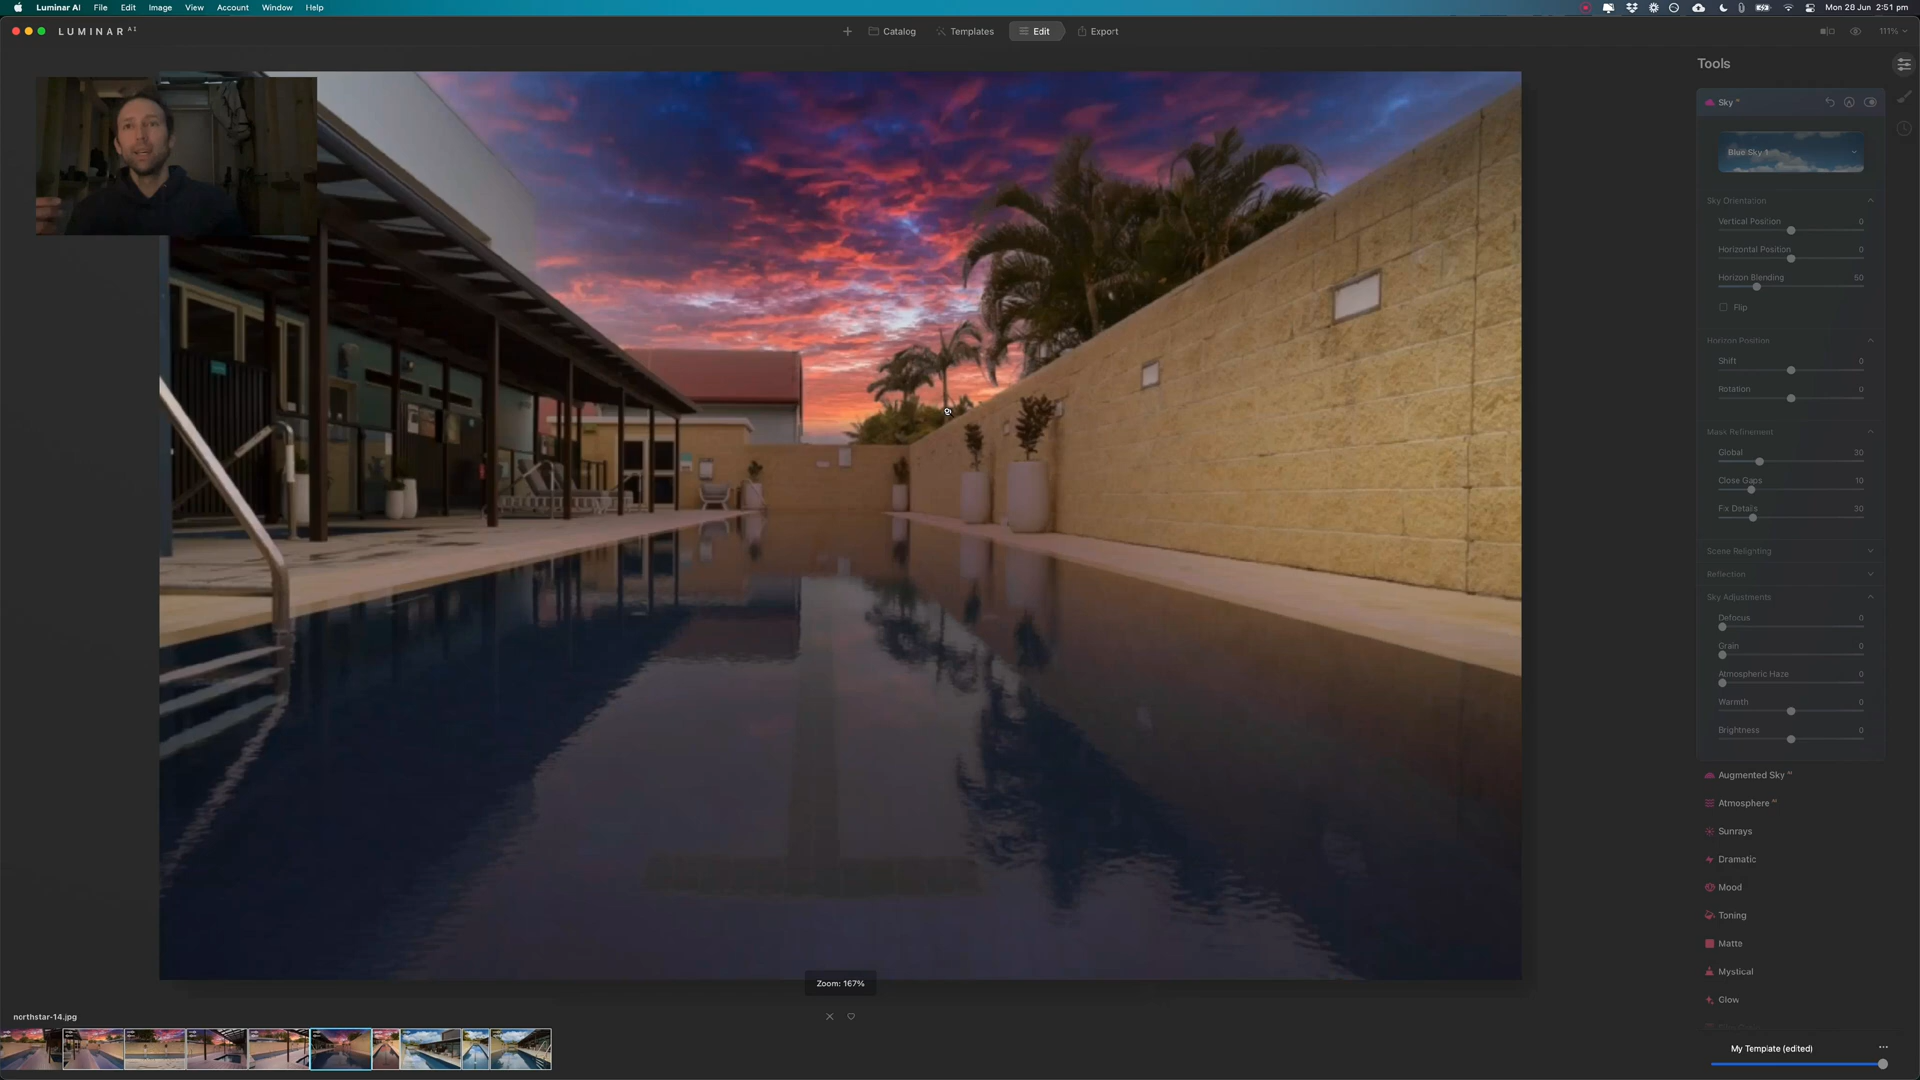 Luminar AI File Edit Image View Account Window Help
Mon 28 Jun 2:51 pm
LUMINAR AI
Catalog
Templates
Edit
Export
111%
Tools
Sky AI
Blue Sky 1
Sky Orientation
Vertical Position 0
Horizontal Position 0
Horizon Blending 50
Flip
Horizon Position
Shift 0
Rotation 0
Mask Refinement
Global 30
Close Gaps 10
Fix Details 30
Scene Relighting
Reflection
Sky Adjustments
Defocus 0
Grain 0
Atmospheric Haze 0
Warmth 0
Brightness 0
Augmented Sky AI
Atmosphere AI
Sunrays
Dramatic
Mood
Toning
Matte
Mystical
Glow
Zoom: 167%
northstar-14.jpg
My Template (edited)